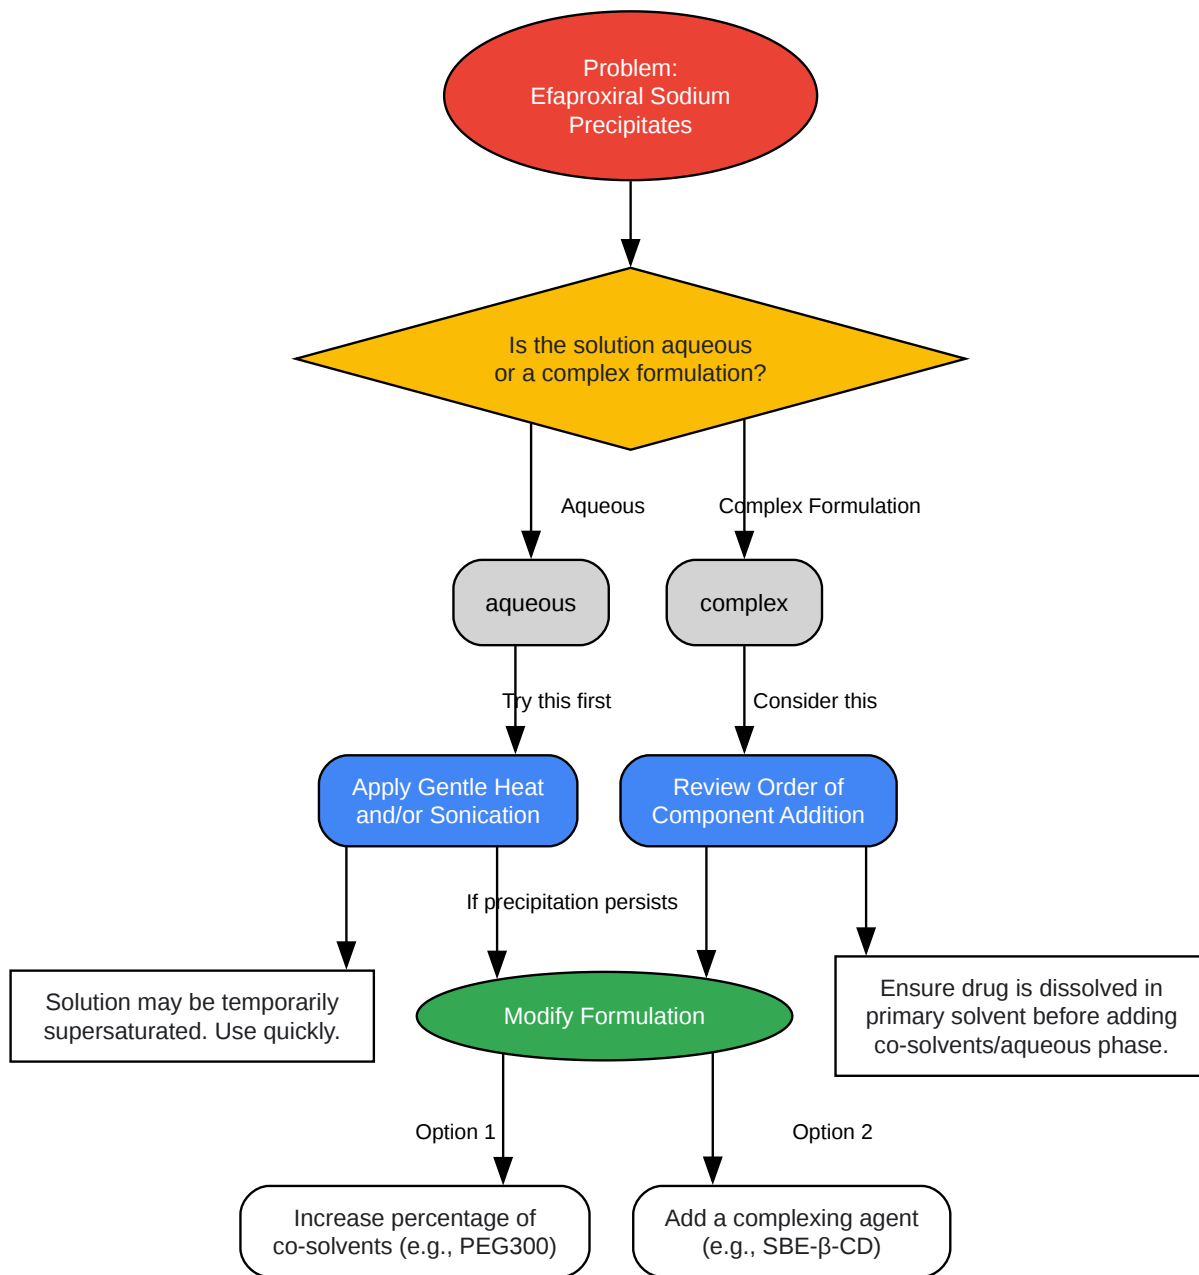 Problem:
Efaproxiral Sodium
Precipitates
Is the solution aqueous
or a complex formulation?
Aqueous
Complex Formulation
aqueous
complex
Try this first
Consider this
Apply Gentle Heat
and/or Sonication
Review Order of
Component Addition
If precipitation persists
Solution may be temporarily
supersaturated. Use quickly.
Modify Formulation
Ensure drug is dissolved in
primary solvent before adding
co-solvents/aqueous phase.
Option 1
Option 2
Increase percentage of
co-solvents (e.g., PEG300)
Add a complexing agent
(e.g., SBE-β-CD)